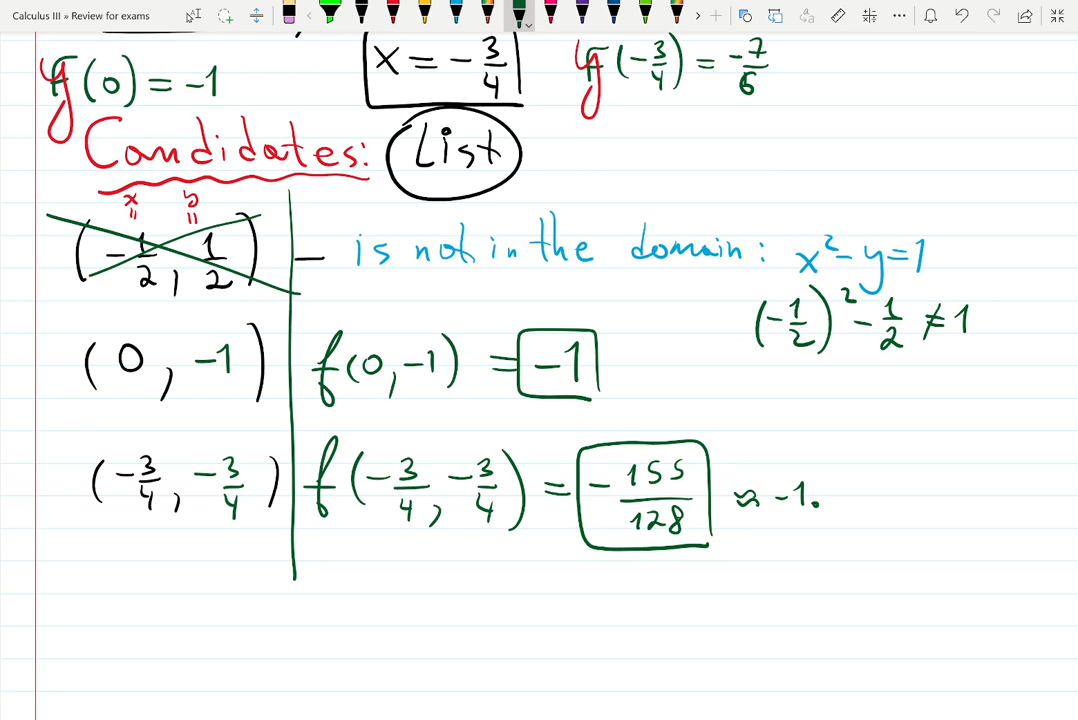 Calculus III » Review for exams
y(0) = -1
x = -3/4
y(-3/4) = -7/6
Candidates: List
x = y =
(-1/2, 1/2) - is not in the domain: x² - y = 1
(-1/2)² - 1/2 ≠ 1
(0, -1) f(0, -1) = -1
(-3/4, -3/4) f(-3/4, -3/4) = -155/128 ≈ -1.